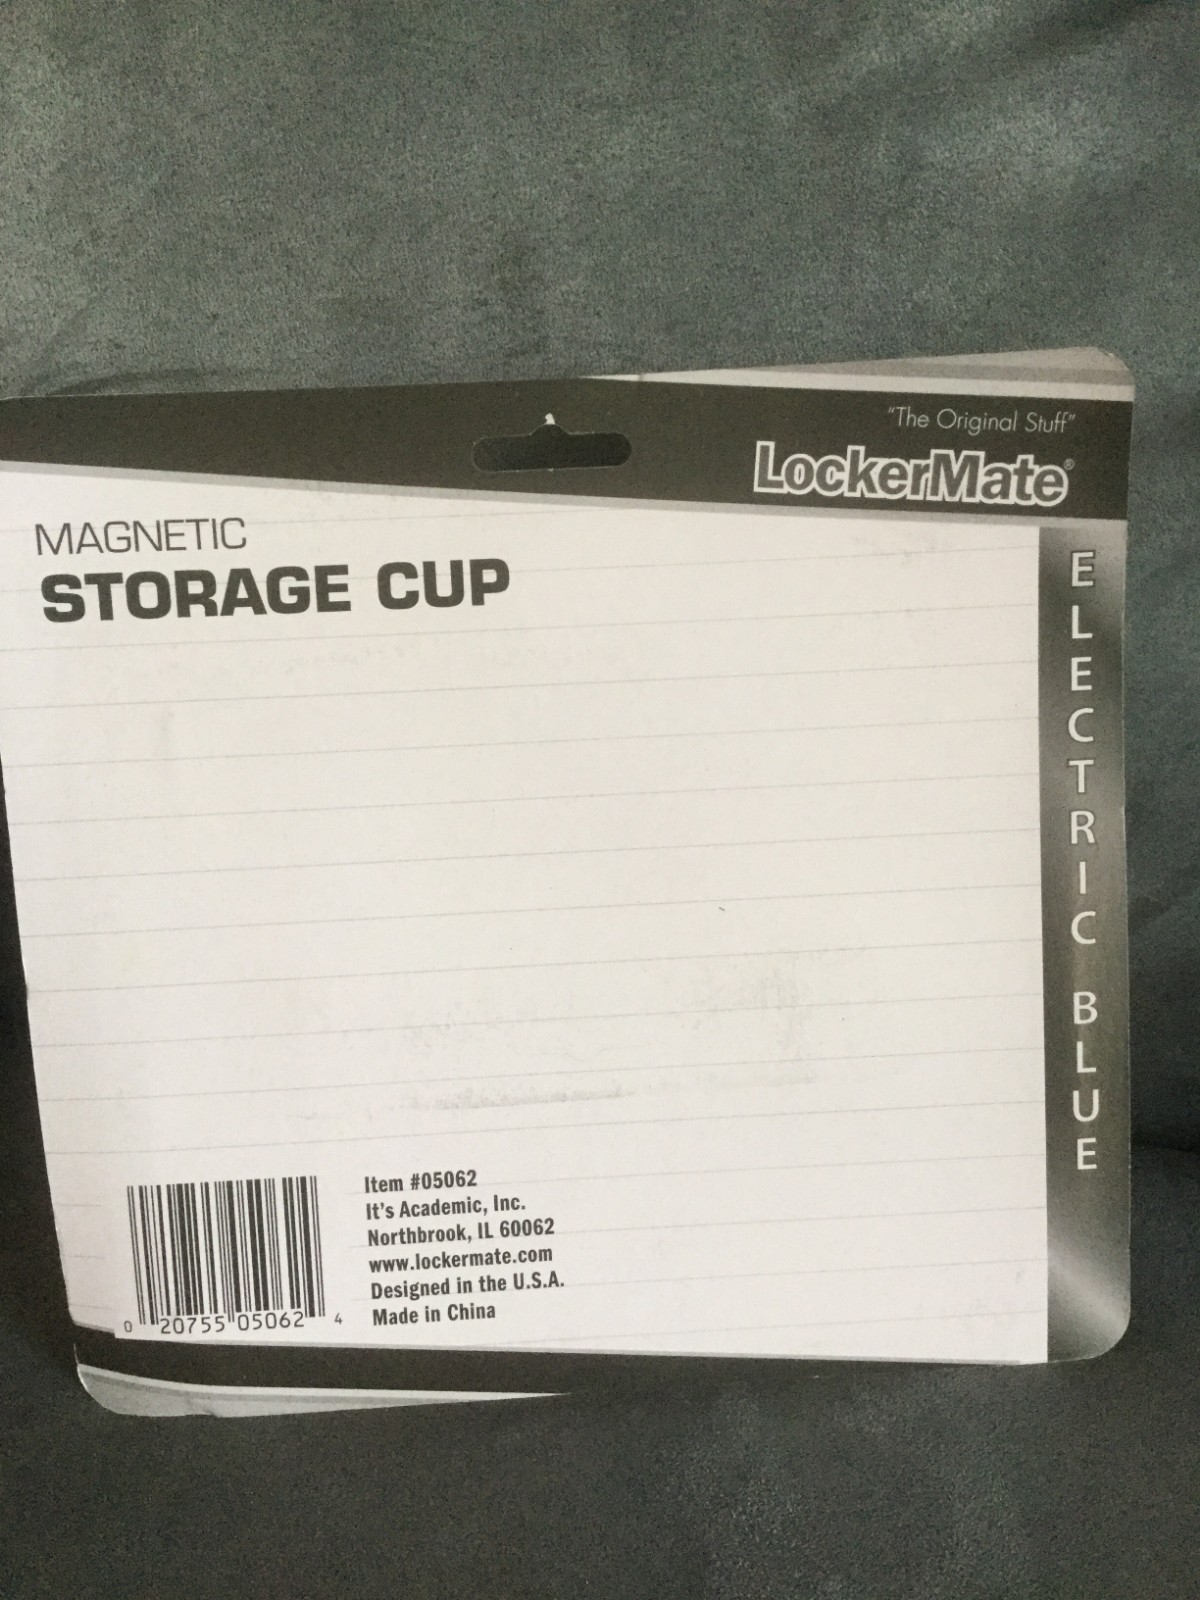 "The Original Stuff"
LockerMate®
MAGNETIC
STORAGE CUP
ELECTRIC BLUE
Item #05062
It's Academic, Inc.
Northbrook, IL 60062
www.lockermate.com
Designed in the U.S.A.
Made in China
0 20755 05062 4